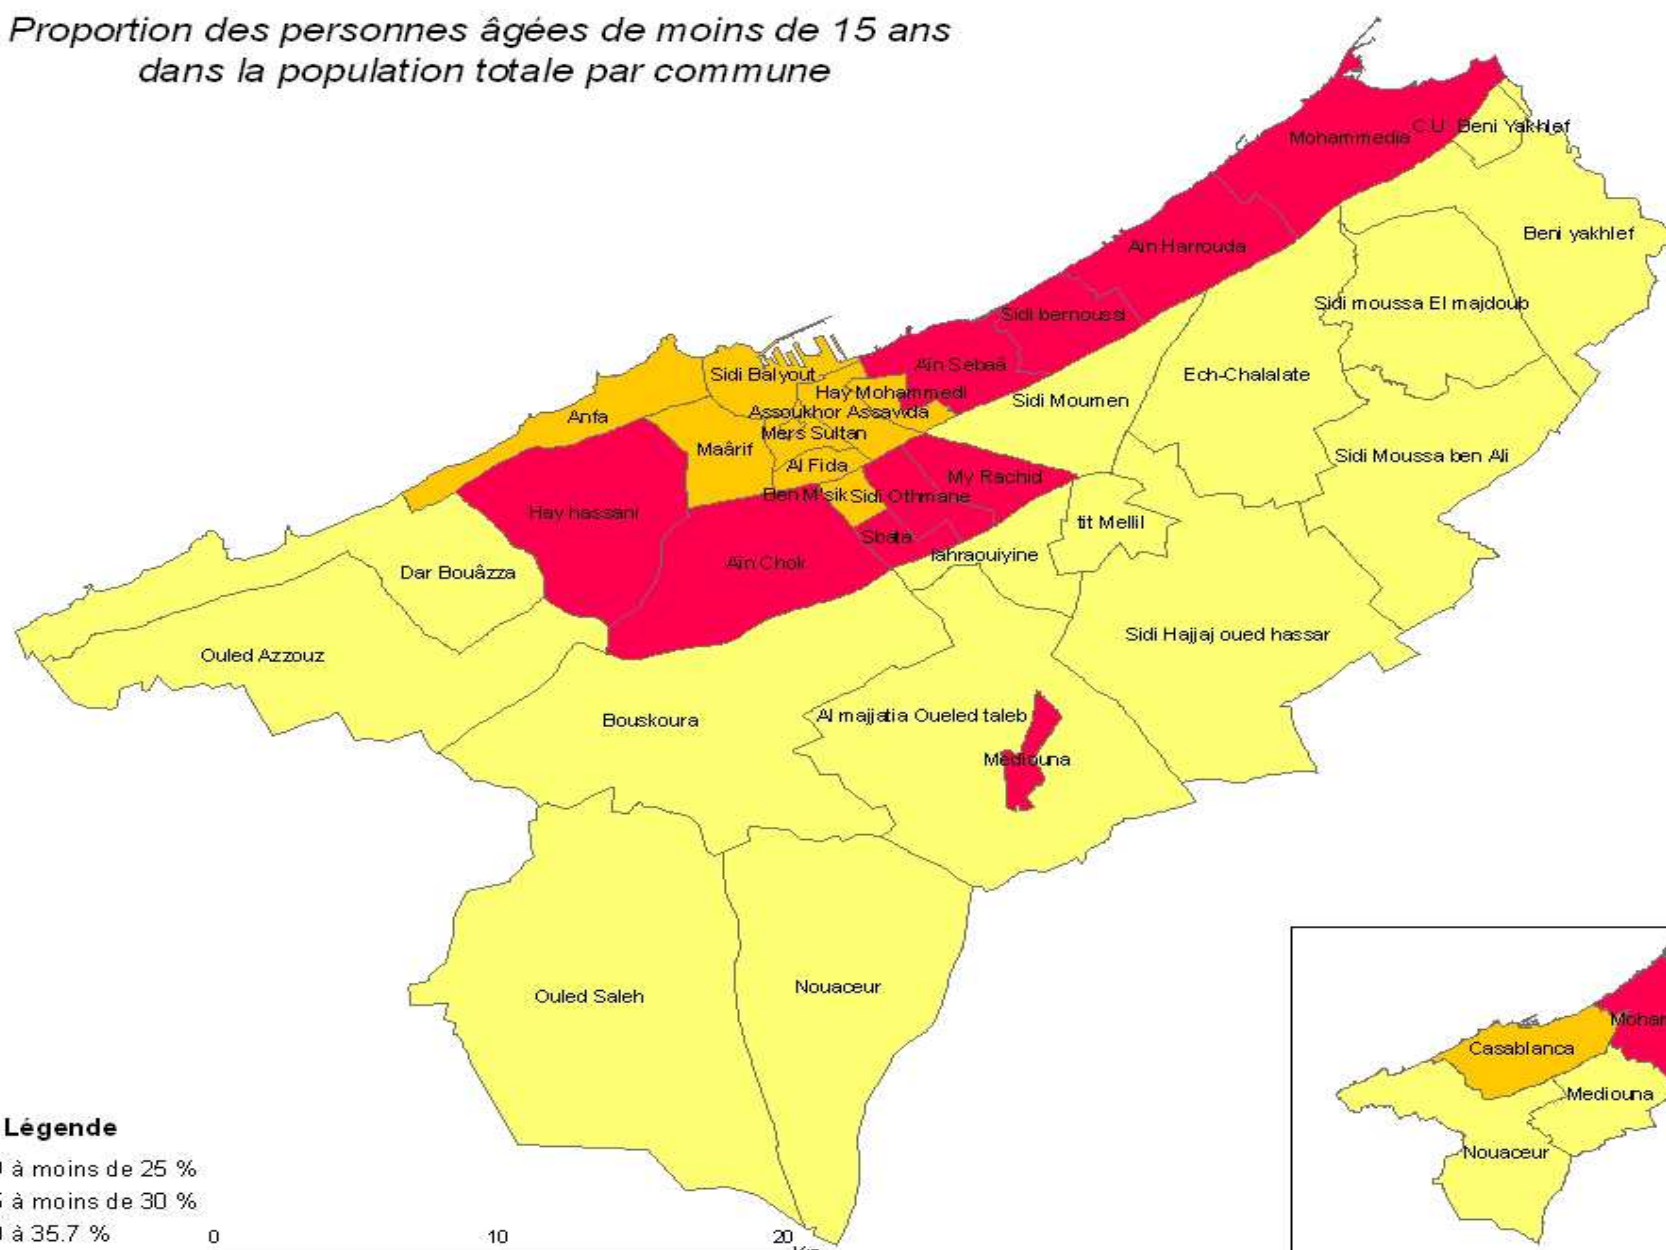 Proportion des personnes âgées de moins de 15 ans
dans la population totale par commune
Mohammedia
C.U. Beni Yakhlef
Beni yakhlef
Ain Harrouda
Sidi moussa El majdoub
Sidi bernoussi
Ain Sebaâ
Sidi Balyout
Ech-Chalalate
Hay Mohammedi
Sidi Moumen
Assoukhor Assawda
Anfa
Mers Sultan
Maârif
Sidi Moussa ben Ali
Al Fida
My Rachid
Ben M'sik
Sidi Othmane
Hay hassani
tit Mellil
Sbata
lahraouiyine
Ain Chok
Dar Bouâzza
Sidi Hajjaj oued hassar
Ouled Azzouz
Al majjatia Oueled taleb
Bouskoura
Mediouna
Nouaceur
Ouled Saleh
Casablanca
Mediouna
Nouaceur
Légende
à moins de 25 %
à moins de 30 %
à 35.7 %
0 10 20